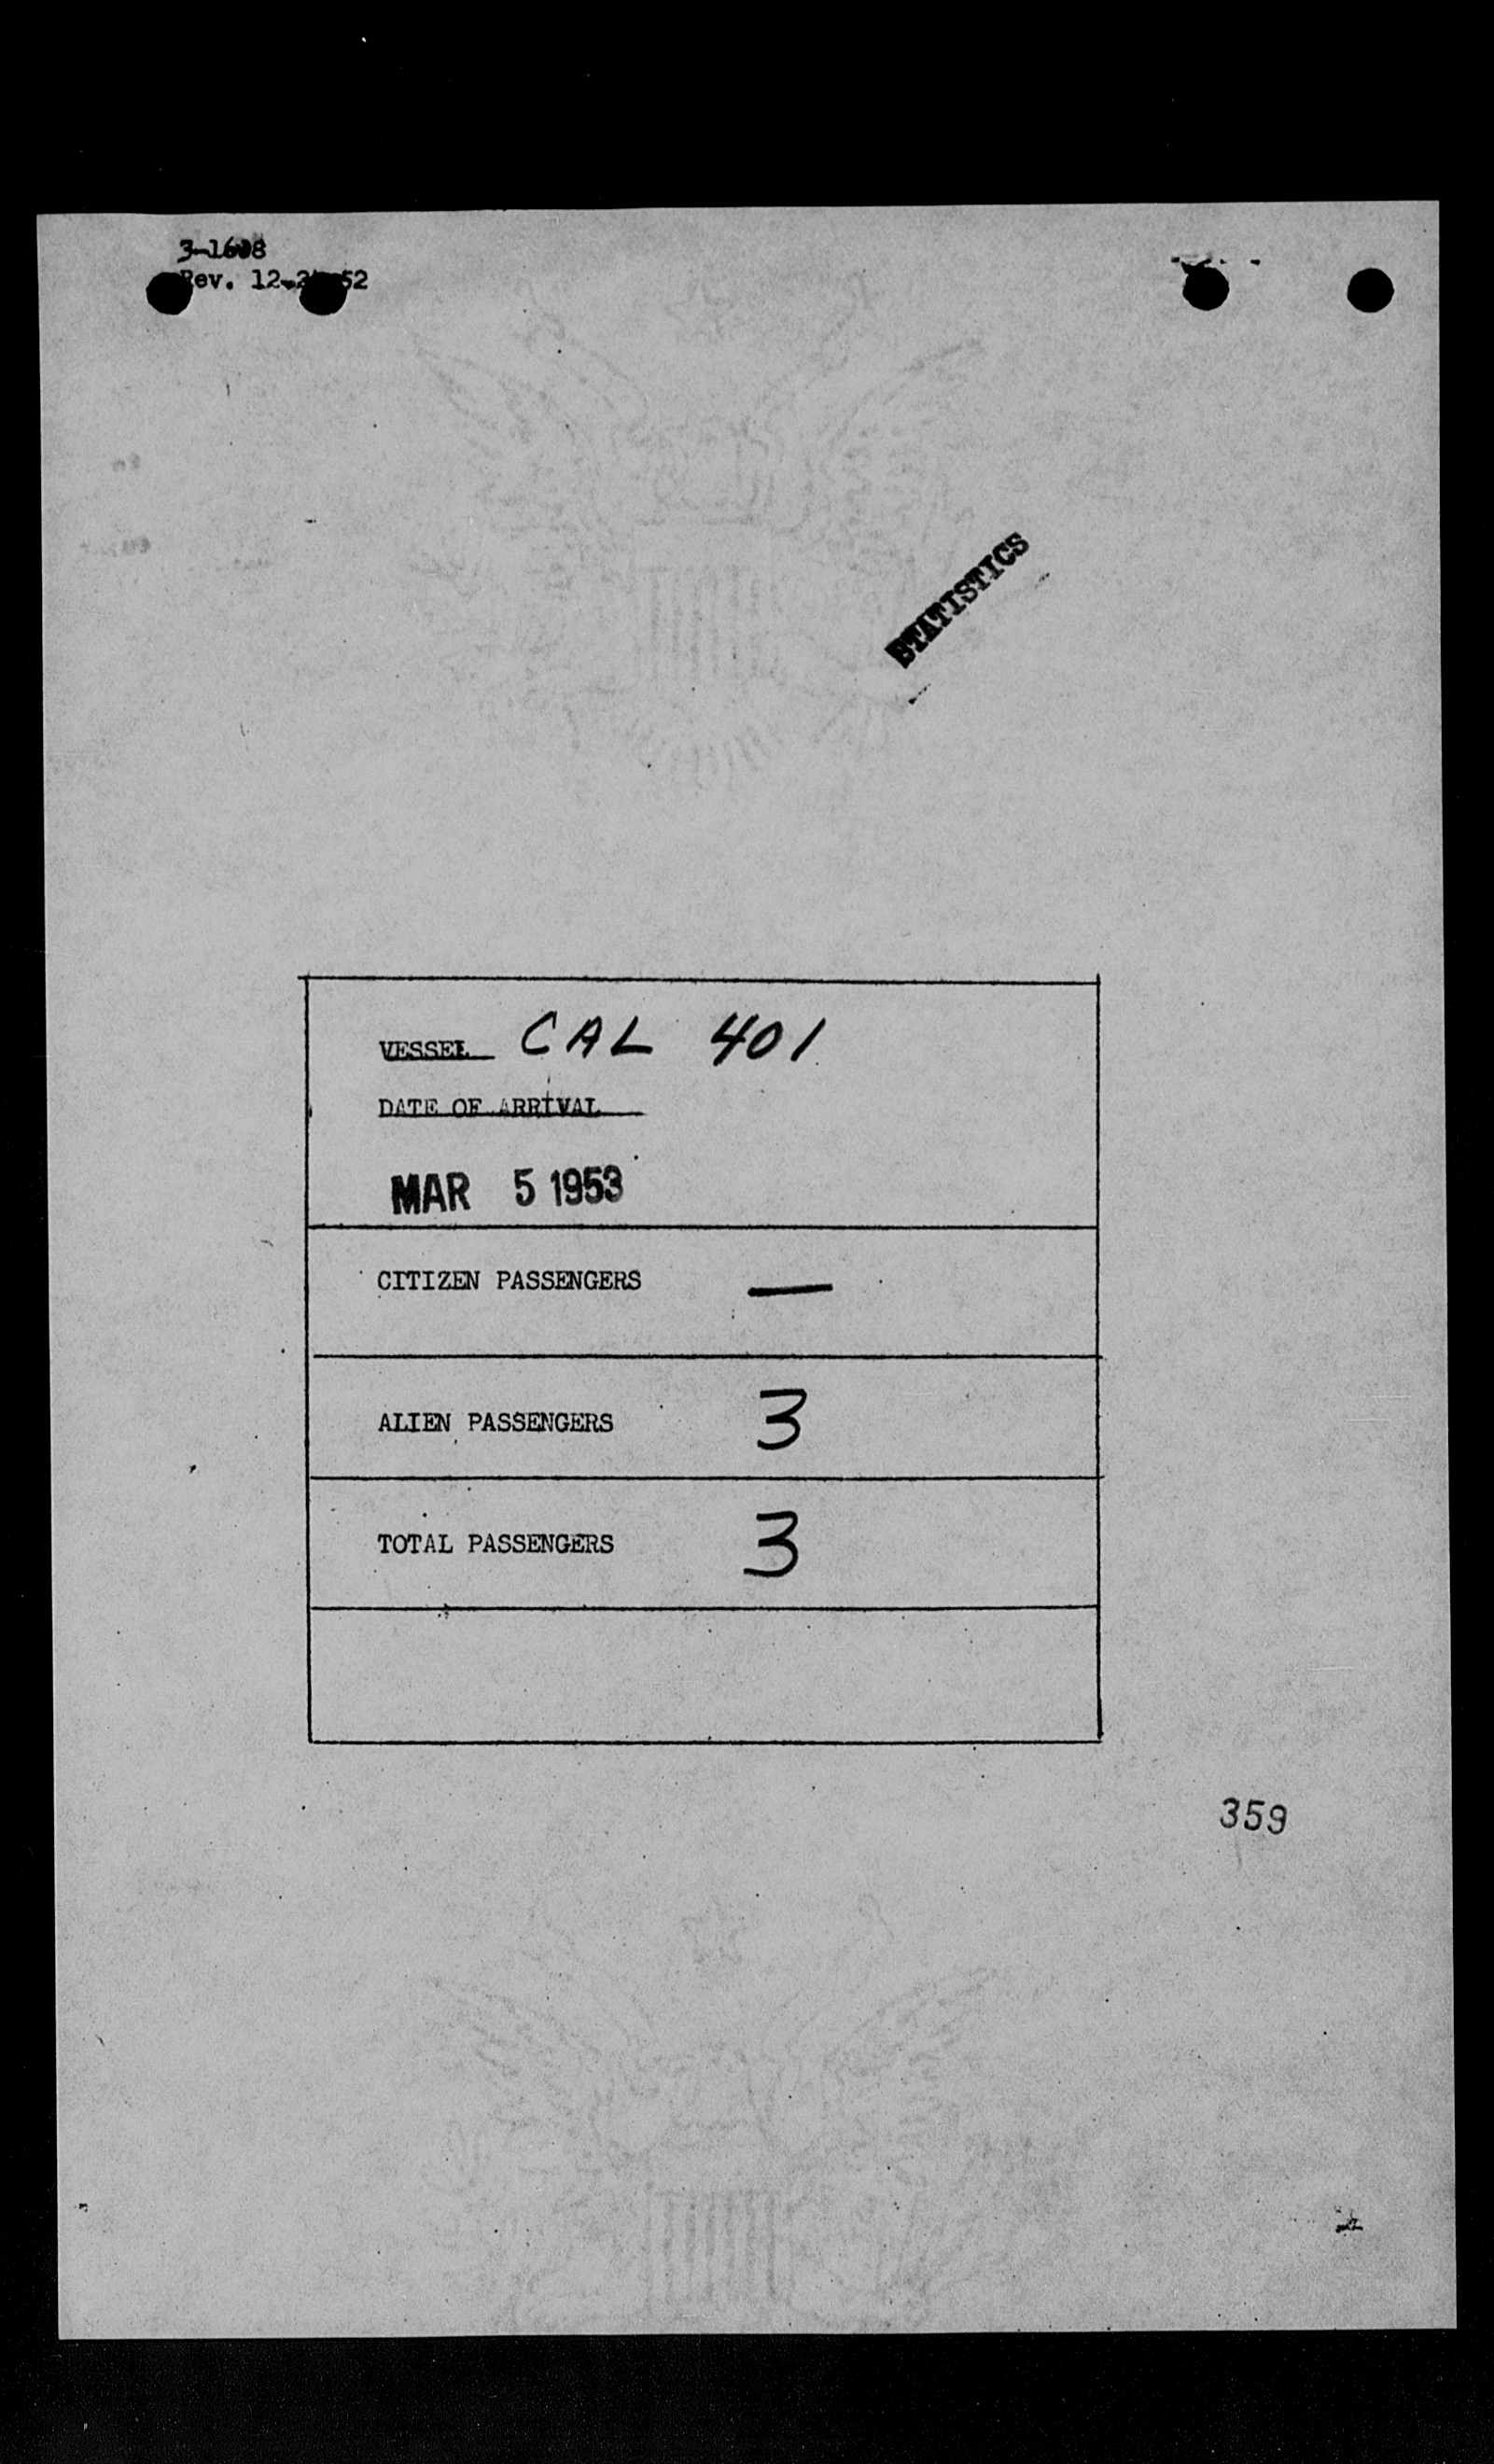 3-1608
Rev. 12-2 52
STATISTICS
VESSEL CAL 401
DATE OF ARRIVAL
MAR 5 1953
CITIZEN PASSENGERS —
ALIEN PASSENGERS 3
TOTAL PASSENGERS 3
359